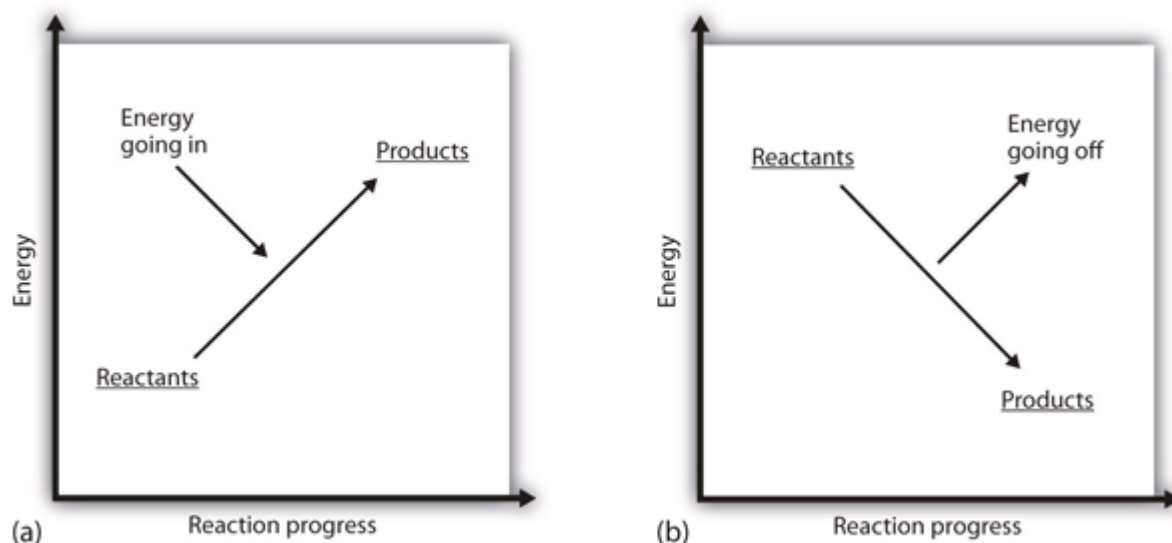 Energy
going in
Products
Energy
Reactants
(a)
Reaction progress
Reactants
Energy
going off
Energy
Products
(b)
Reaction progress